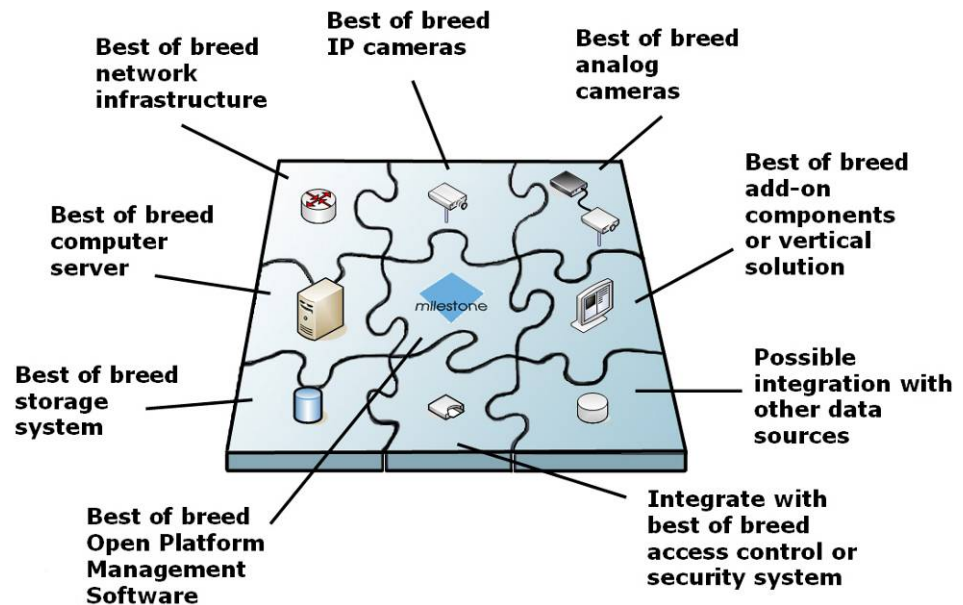 Best of breed
IP cameras
Best of breed
network
infrastructure
Best of breed
analog
cameras
Best of breed
add-on
components
or vertical
solution
Best of breed
computer
server
milestone
Best of breed
storage
system
Possible
integration with
other data
sources
Best of breed
Open Platform
Management
Software
Integrate with
best of breed
access control or
security system